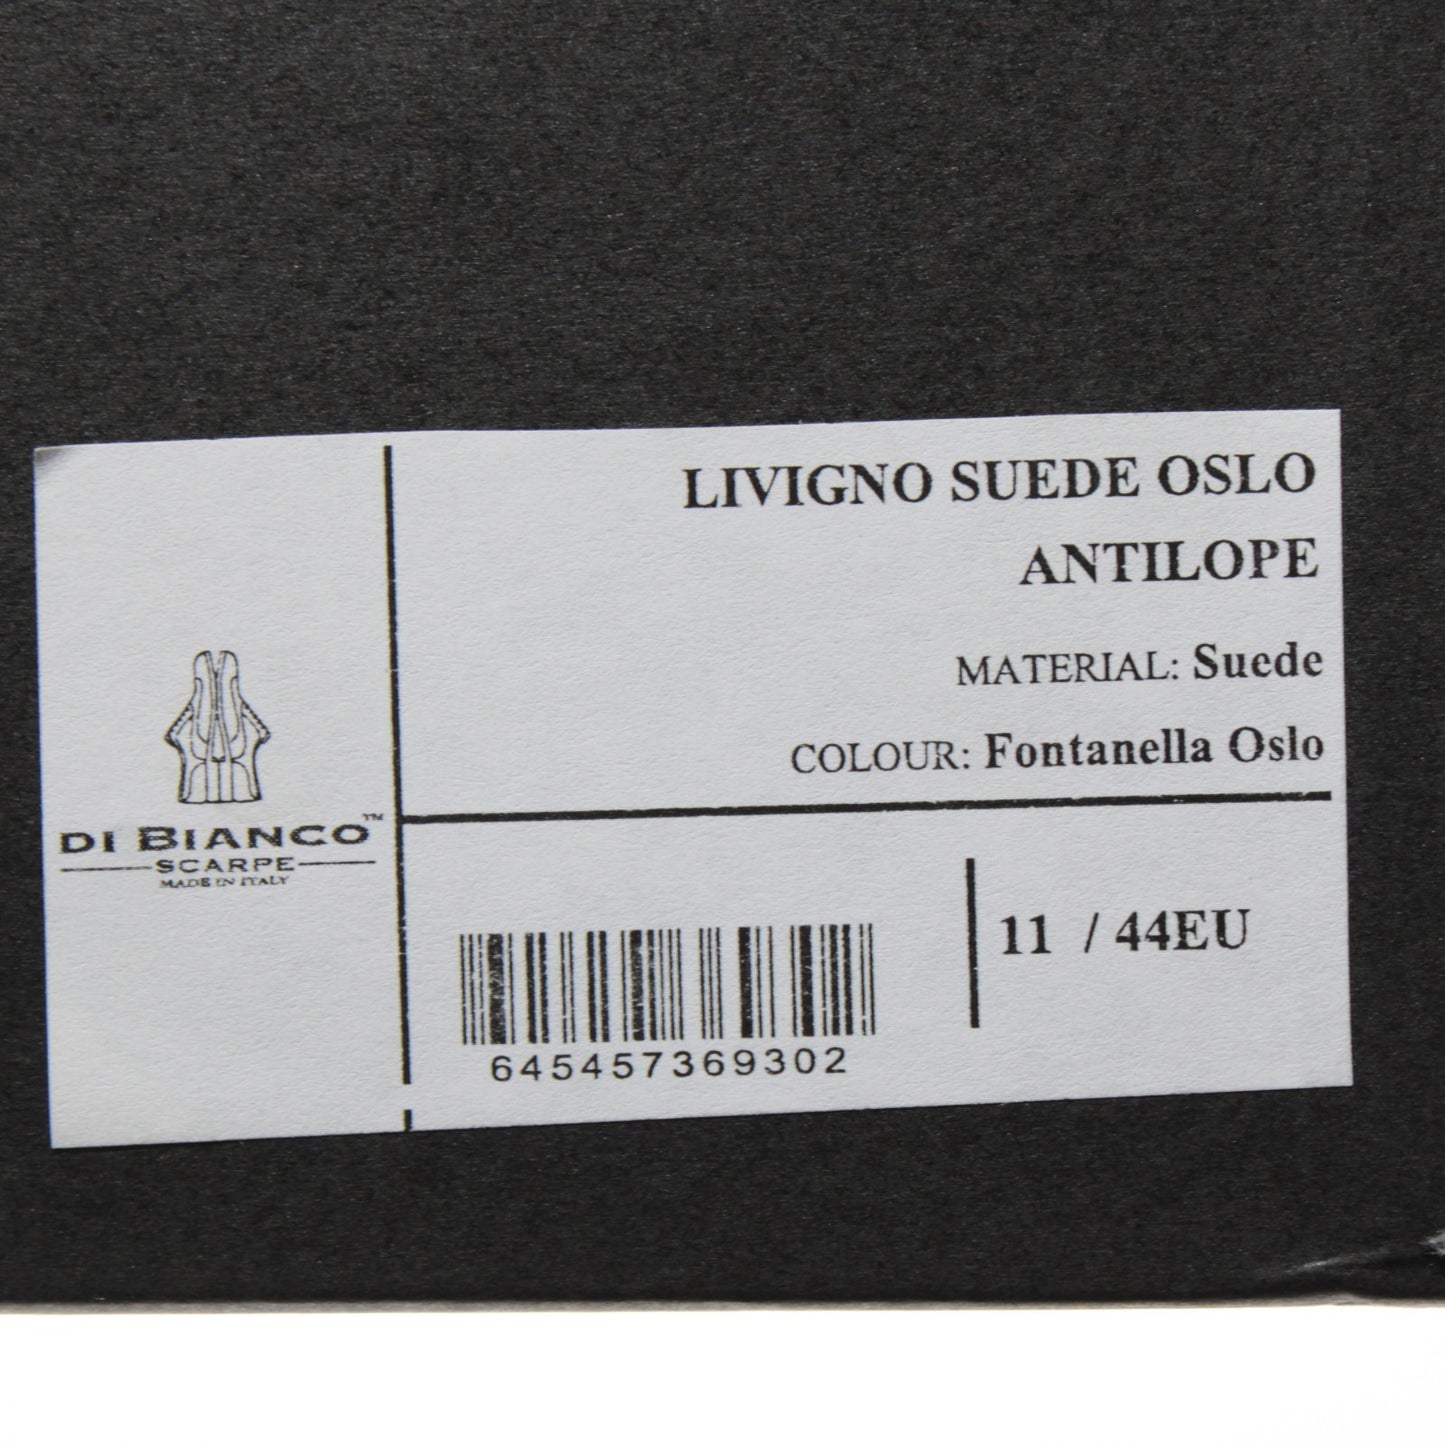 LIVIGNO SUEDE OSLO
ANTILOPE
MATERIAL: Suede
COLOUR: Fontanella Oslo
DI BIANCO™
SCARPE
MADE IN ITALY
645457369302
11 / 44EU